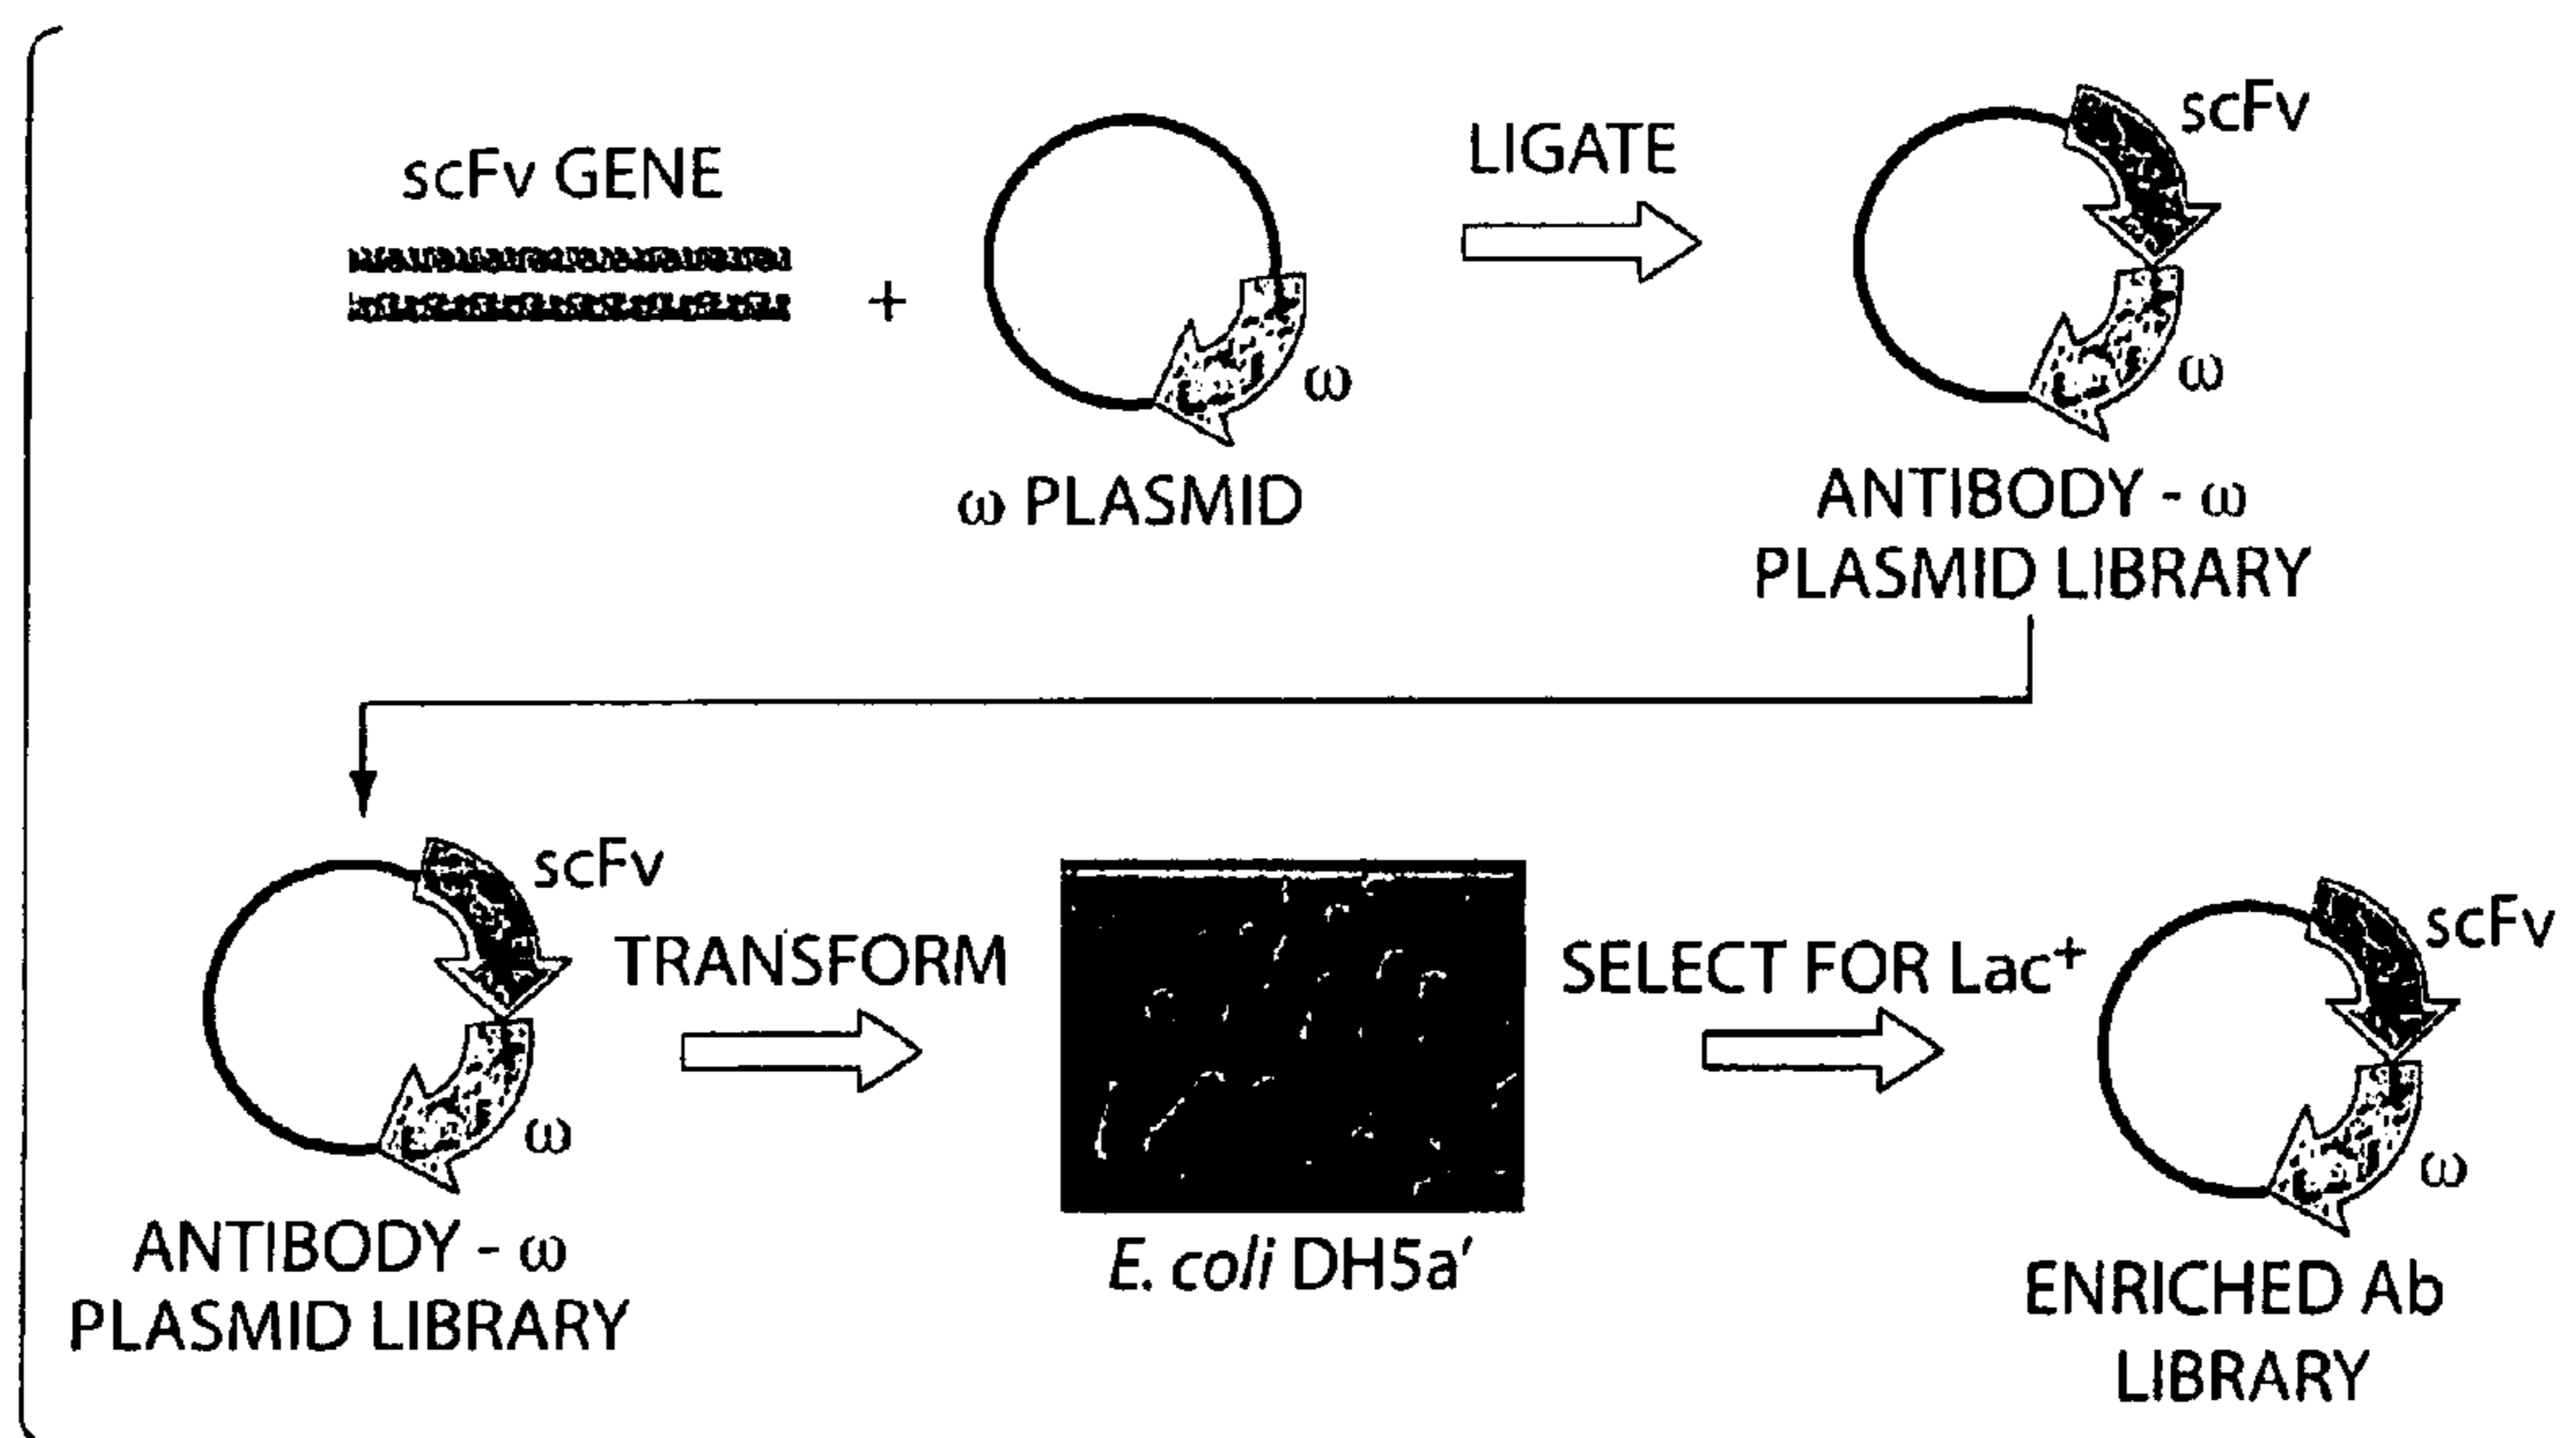 scFv GENE
+
ω
ω PLASMID
LIGATE
scFv
ω
ANTIBODY - ω
PLASMID LIBRARY
scFv
ω
ANTIBODY - ω
PLASMID LIBRARY
TRANSFORM
E. coli DH5a′
SELECT FOR Lac⁺
scFv
ω
ENRICHED Ab
LIBRARY